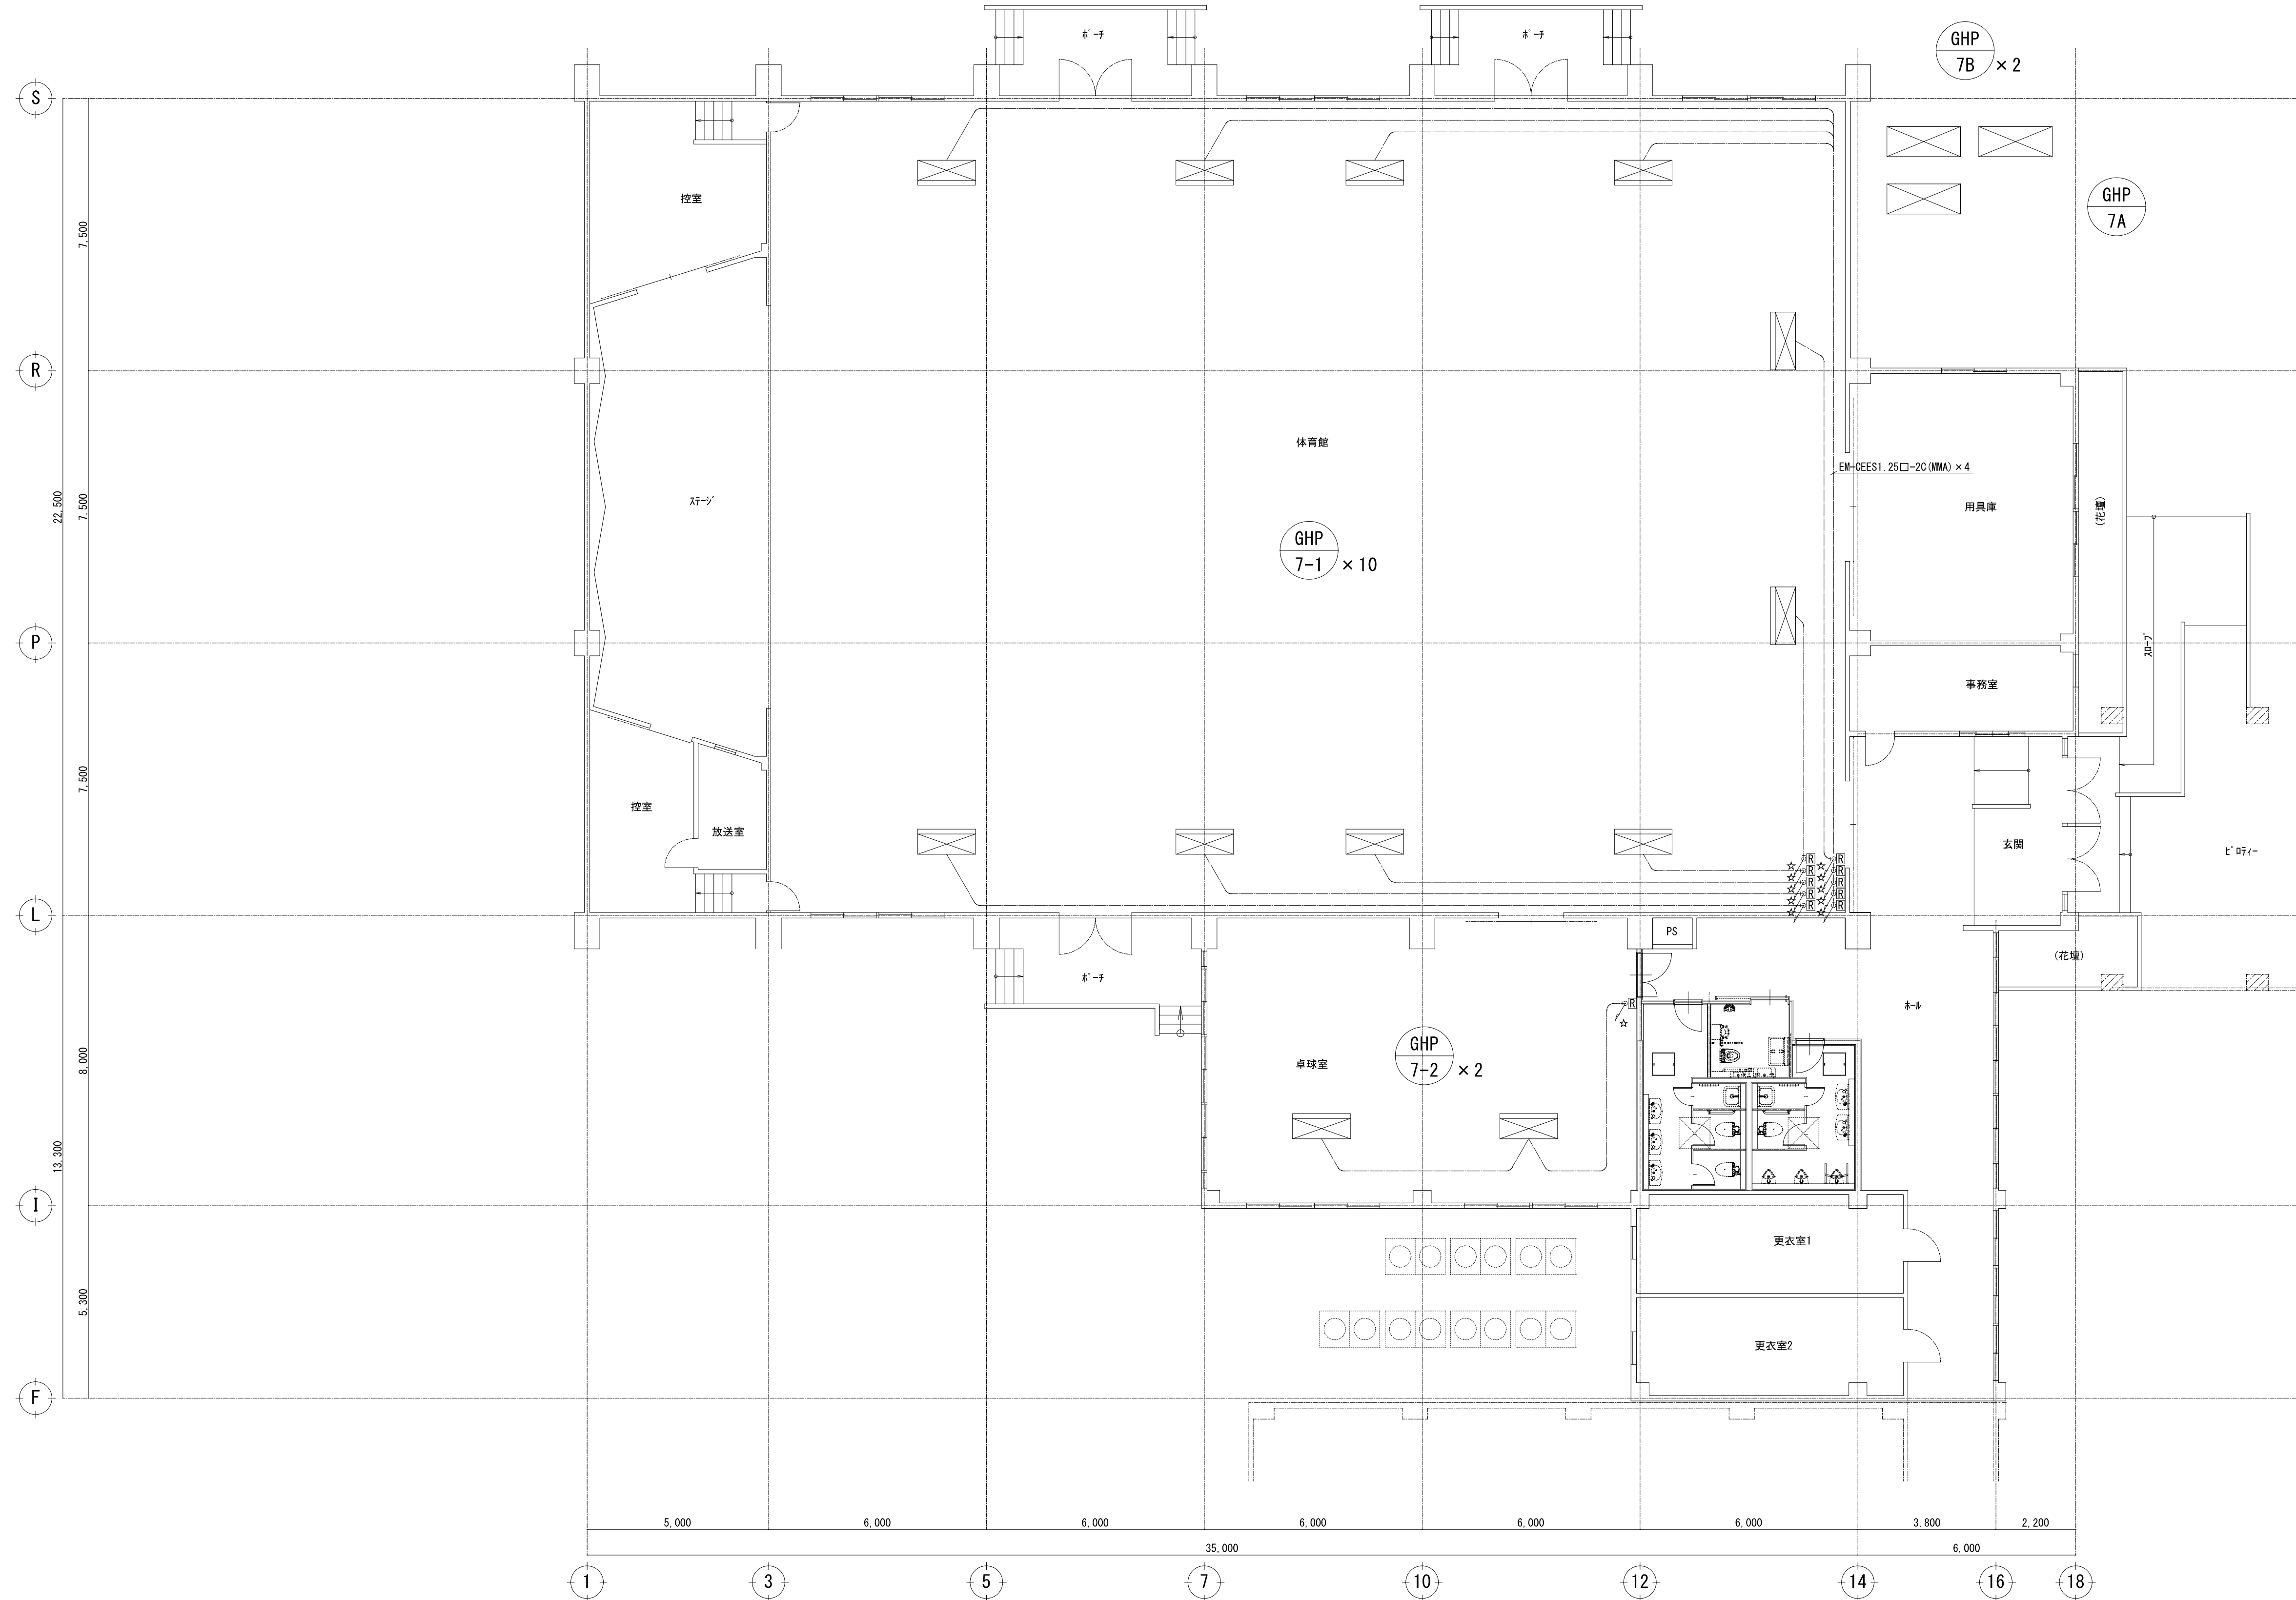 ポーチ
ポーチ
GHP
7B
×2
S
GHP
7A
控室
7,500
R
体育館
EM-CEES1.25□-2C(MMA)×4
ステージ
22,500
7,500
用具庫
(花壇)
GHP
7-1
×10
P
スロープ
事務室
7,500
控室
放送室
玄関
ピロティー
☆ R ☆ R
☆ R ☆ R
☆ R ☆ R
☆ R ☆ R
☆ R ☆ R
L
PS
ポーチ
(花壇)
ホール
R
☆
卓球室
GHP
7-2
×2
8,000
13,300
I
更衣室1
5,300
更衣室2
F
5,000
6,000
6,000
6,000
6,000
6,000
3,800
2,200
35,000
6,000
1
3
5
7
10
12
14
16
18